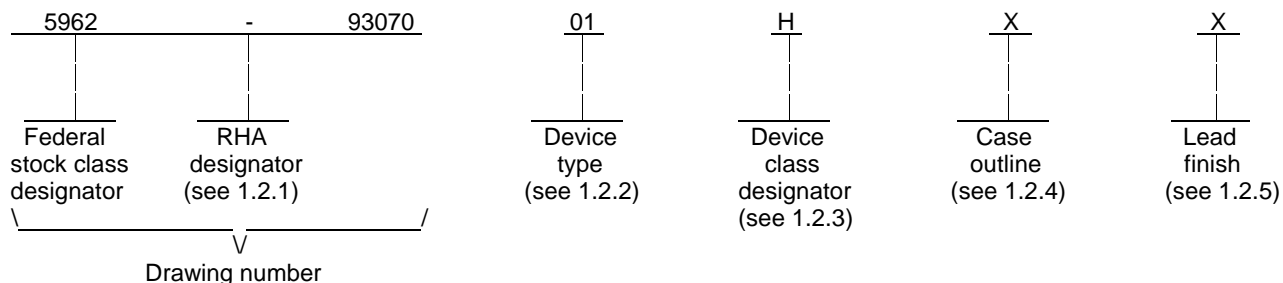 5962 - 93070 01 H X X
Federal RHA Device Device Case Lead
stock class designator type class outline finish
designator (see 1.2.1) (see 1.2.2) designator (see 1.2.4) (see 1.2.5)
(see 1.2.3)
\ /
\/
Drawing number